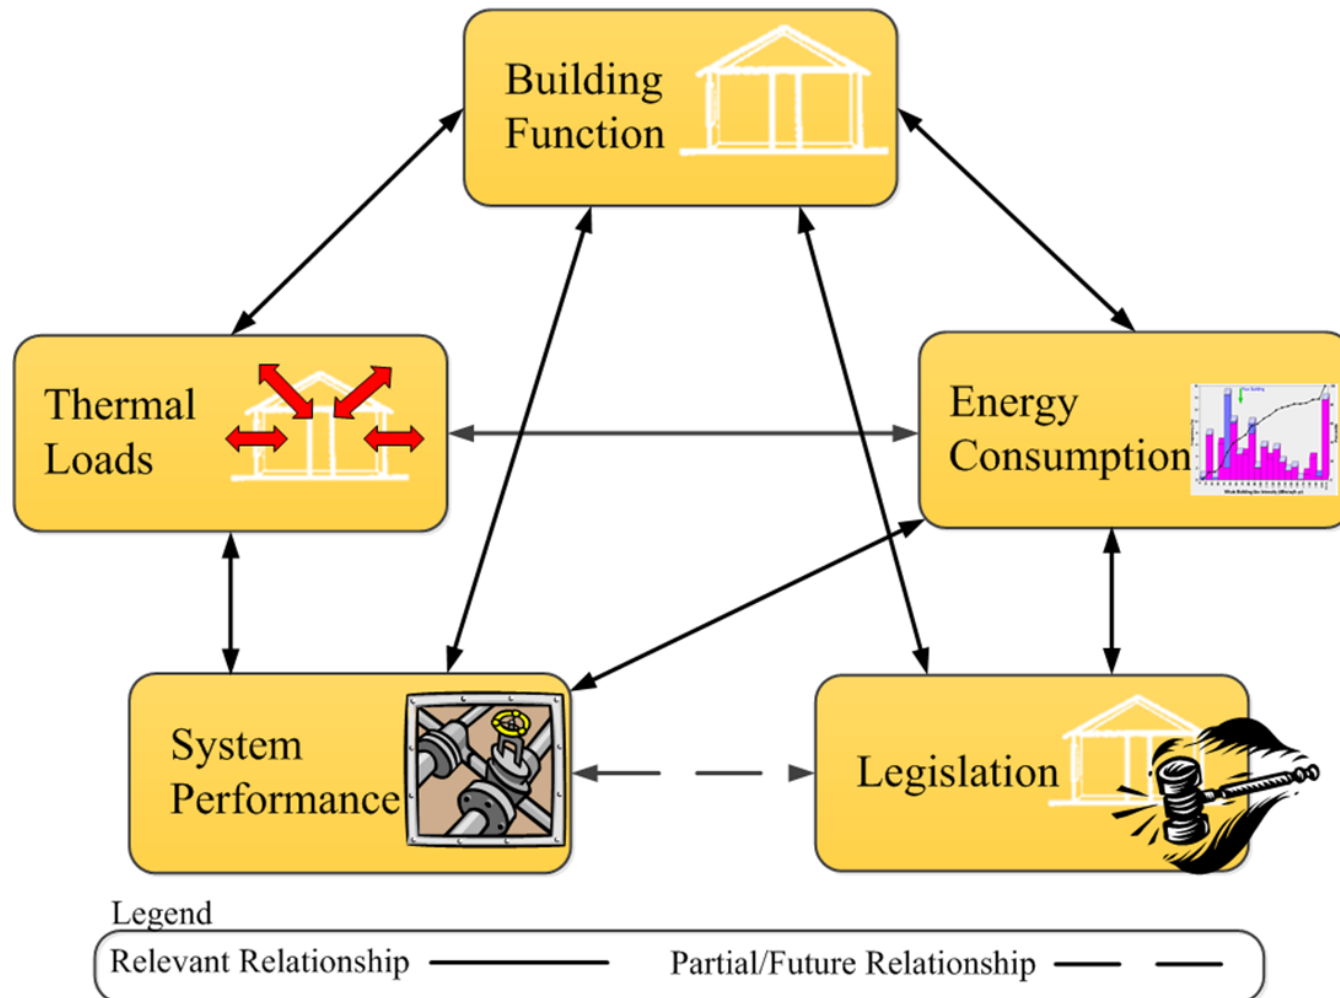 Building
Function
Thermal
Loads
Energy
Consumption
System
Performance
Legislation
Legend
Relevant Relationship
Partial/Future Relationship